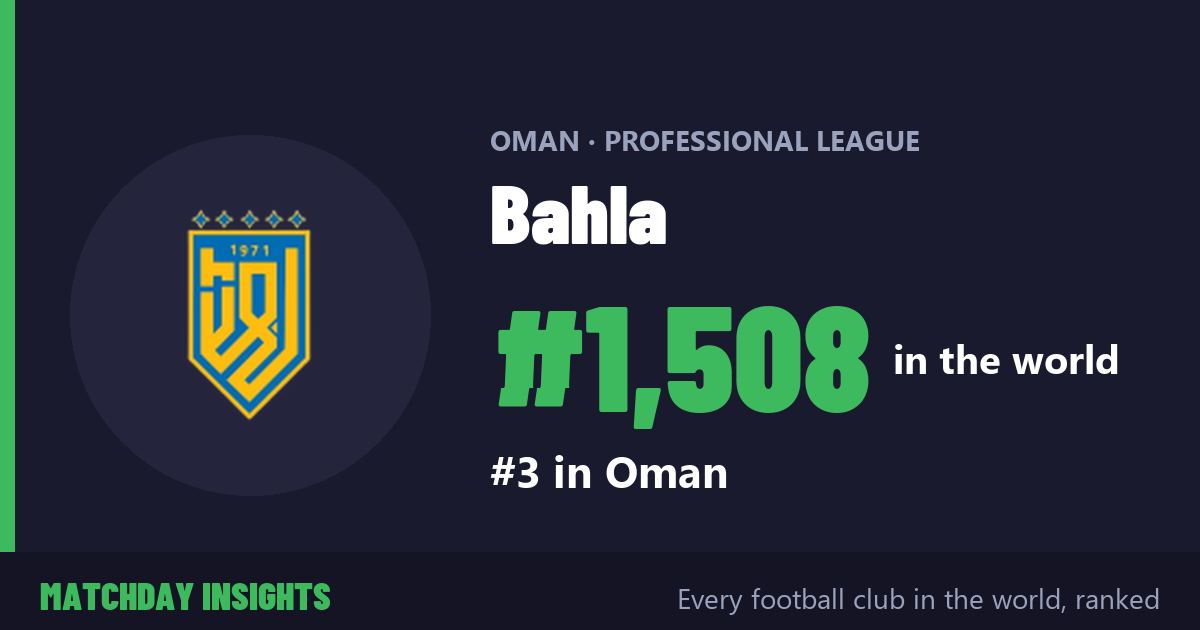 OMAN · PROFESSIONAL LEAGUE
Bahla
1971
#1,508 in the world
#3 in Oman
MATCHDAY INSIGHTS
Every football club in the world, ranked